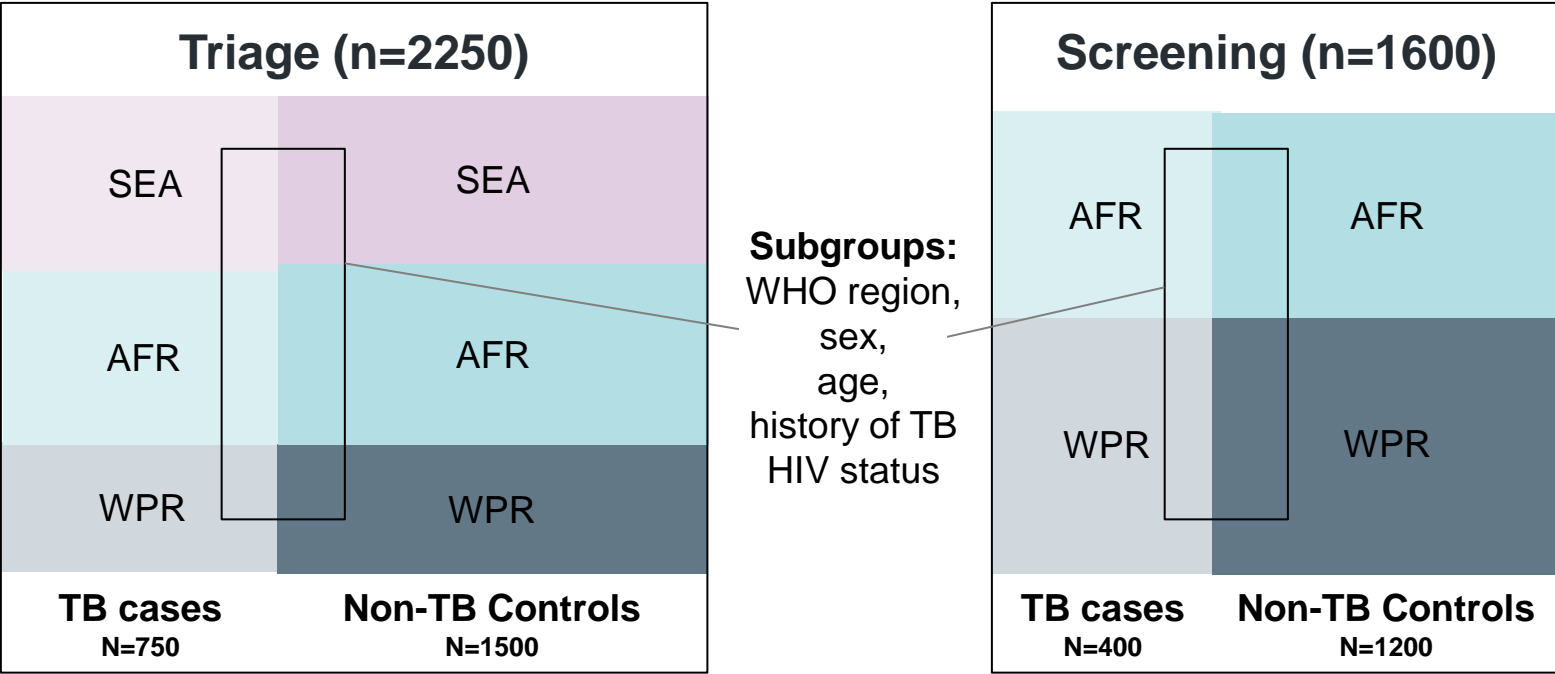 Triage (n=2250)
SEA
SEA
AFR
AFR
WPR
WPR
TB cases
N=750
Non-TB Controls
N=1500
Subgroups:
WHO region,
sex,
age,
history of TB
HIV status
Screening (n=1600)
AFR
AFR
WPR
WPR
TB cases
N=400
Non-TB Controls
N=1200